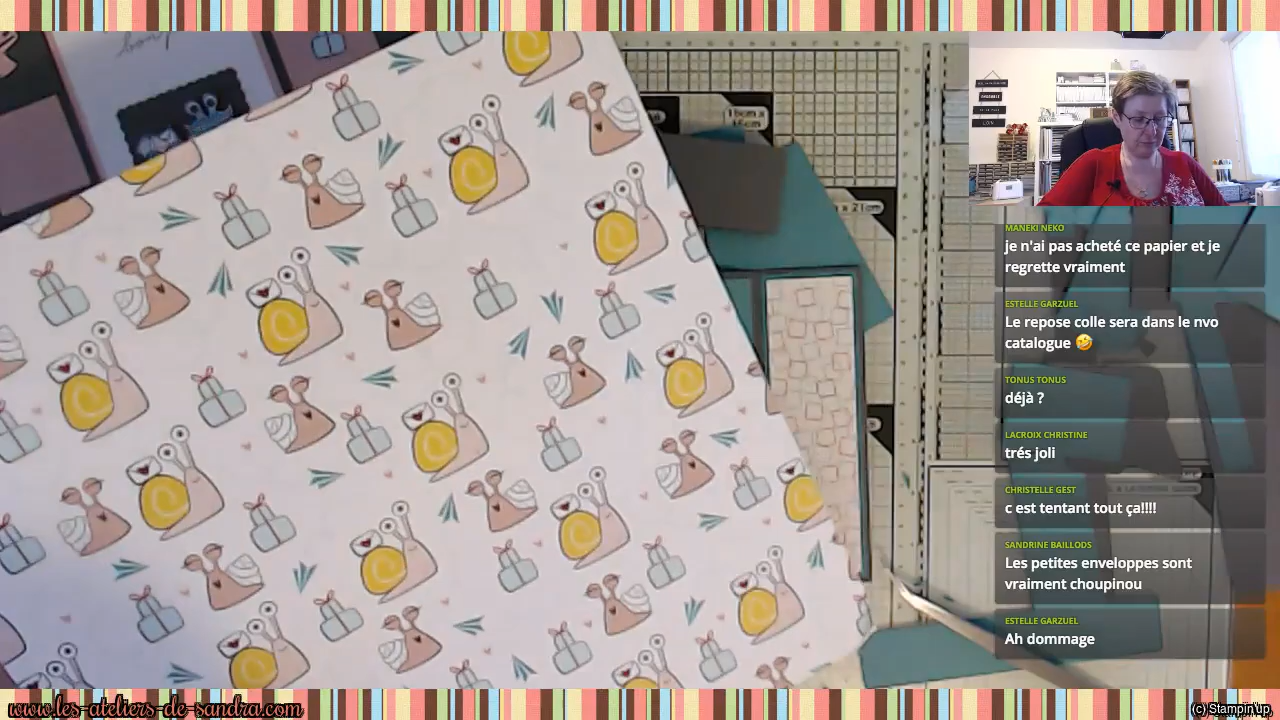 MANEKI NEKO
je n'ai pas acheté ce papier et je
regrette vraiment
ESTELLE GARZUEL
Le repose colle sera dans le nvo
catalogue 🤣
TONUS TONUS
déjà ?
LACROIX CHRISTINE
trés joli
CHRISTELLE GEST
c est tentant tout ça!!!!
SANDRINE BAILLODS
Les petites enveloppes sont
vraiment choupinou
ESTELLE GARZUEL
Ah dommage
www.les-ateliers-de-sandra.com
(c) Stampin'up